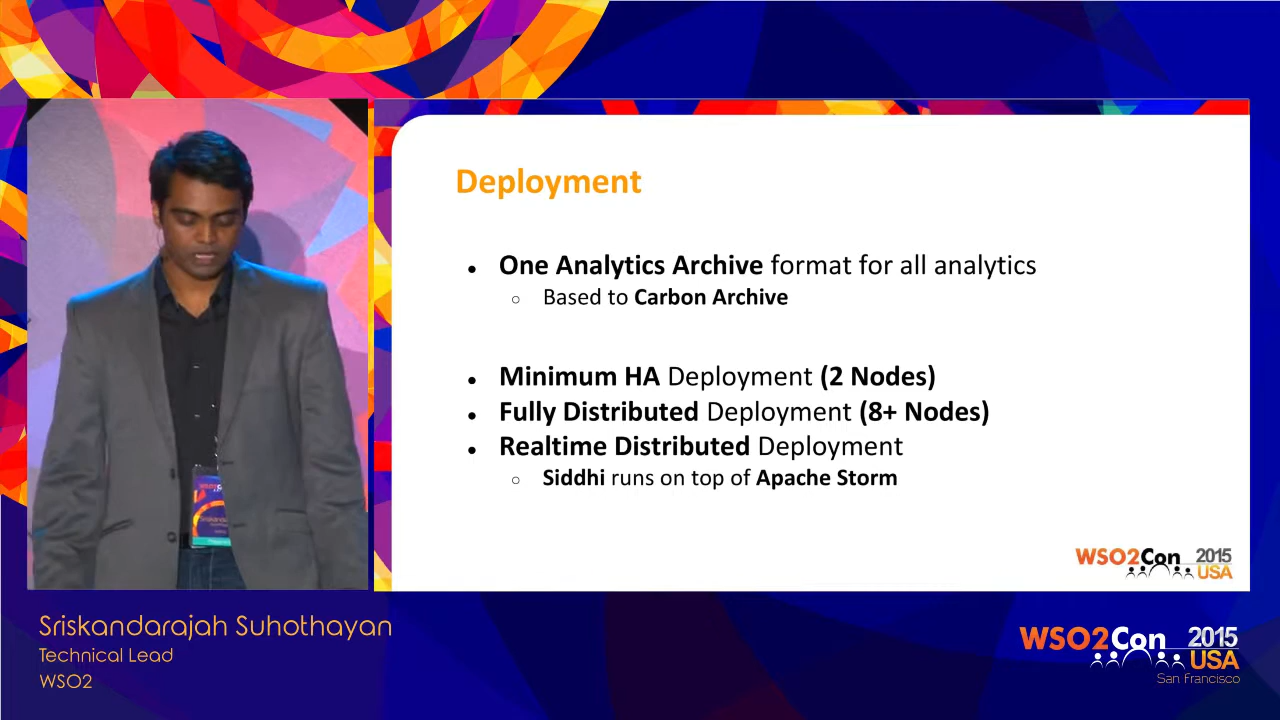 Deployment
● One Analytics Archive format for all analytics
○ Based to Carbon Archive
● Minimum HA Deployment (2 Nodes)
● Fully Distributed Deployment (8+ Nodes)
● Realtime Distributed Deployment
○ Siddhi runs on top of Apache Storm
WSO2Con 2015
USA
Sriskandarajah Suhothayan
Technical Lead
WSO2
WSO2Con 2015
USA
San Francisco